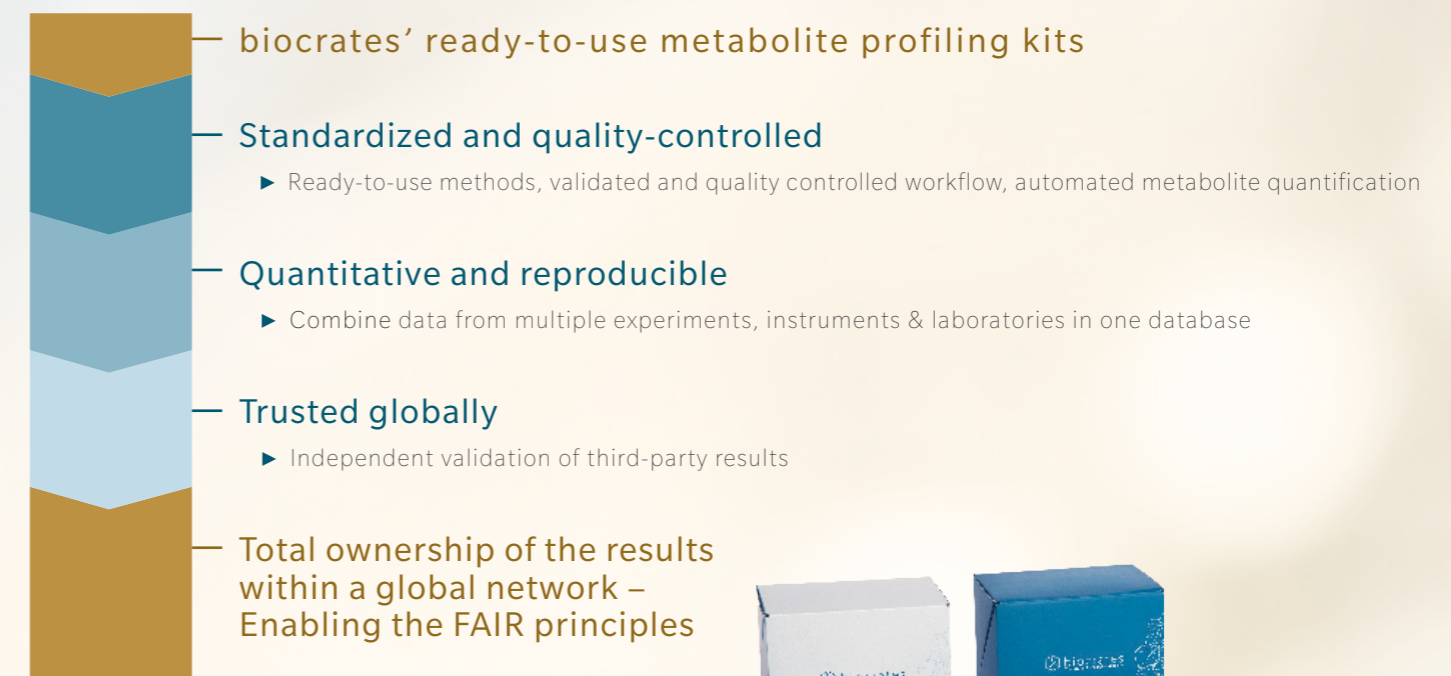 biocrates’ ready-to-use metabolite profiling kits
Standardized and quality-controlled
► Ready-to-use methods, validated and quality controlled workflow, automated metabolite quantification
Quantitative and reproducible
► Combine data from multiple experiments, instruments & laboratories in one database
Trusted globally
► Independent validation of third-party results
Total ownership of the results
within a global network –
Enabling the FAIR principles
biocrates